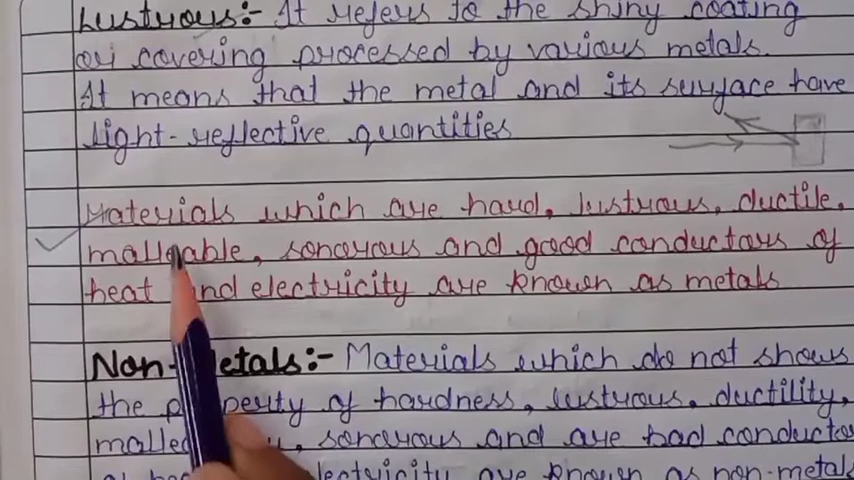 Lustrous:- It refers to the shiny coating
or covering processed by various metals.
It means that the metal and its surface have
light-reflective quantities
Materials which are hard, lustrous, ductile,
malleable, sonorous and good conductors of
heat and electricity are known as metals
Non-Metals:- Materials which do not shows
the property of hardness, lustrous, ductility,
sonorous and are bad conducto
electricity are known as non-metals